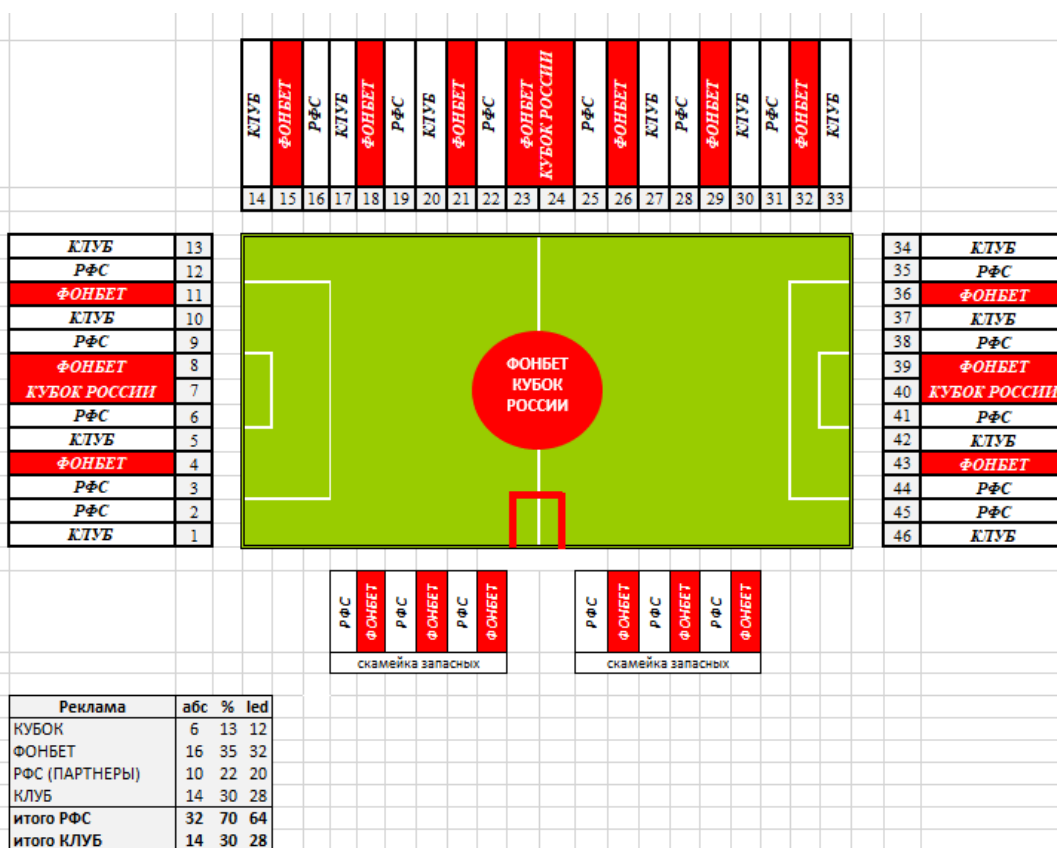 КЛУБ ФОНБЕТ РФС КЛУБ ФОНБЕТ РФС КЛУБ ФОНБЕТ РФС ФОНБЕТ КУБОК РОССИИ РФС ФОНБЕТ КЛУБ РФС ФОНБЕТ КЛУБ РФС ФОНБЕТ КЛУБ
14 15 16 17 18 19 20 21 22 23 24 25 26 27 28 29 30 31 32 33
КЛУБ 13
РФС 12
ФОНБЕТ 11
КЛУБ 10
РФС 9
ФОНБЕТ 8
КУБОК РОССИИ 7
РФС 6
КЛУБ 5
ФОНБЕТ 4
РФС 3
РФС 2
КЛУБ 1
ФОНБЕТ
КУБОК
РОССИИ
34 КЛУБ
35 РФС
36 ФОНБЕТ
37 КЛУБ
38 РФС
39 ФОНБЕТ
40 КУБОК РОССИИ
41 РФС
42 КЛУБ
43 ФОНБЕТ
44 РФС
45 РФС
46 КЛУБ
РФС ФОНБЕТ РФС ФОНБЕТ РФС ФОНБЕТ
скамейка запасных
РФС ФОНБЕТ РФС ФОНБЕТ РФС ФОНБЕТ
скамейка запасных
Реклама абс % led
КУБОК 6 13 12
ФОНБЕТ 16 35 32
РФС (ПАРТНЕРЫ) 10 22 20
КЛУБ 14 30 28
итого РФС 32 70 64
итого КЛУБ 14 30 28